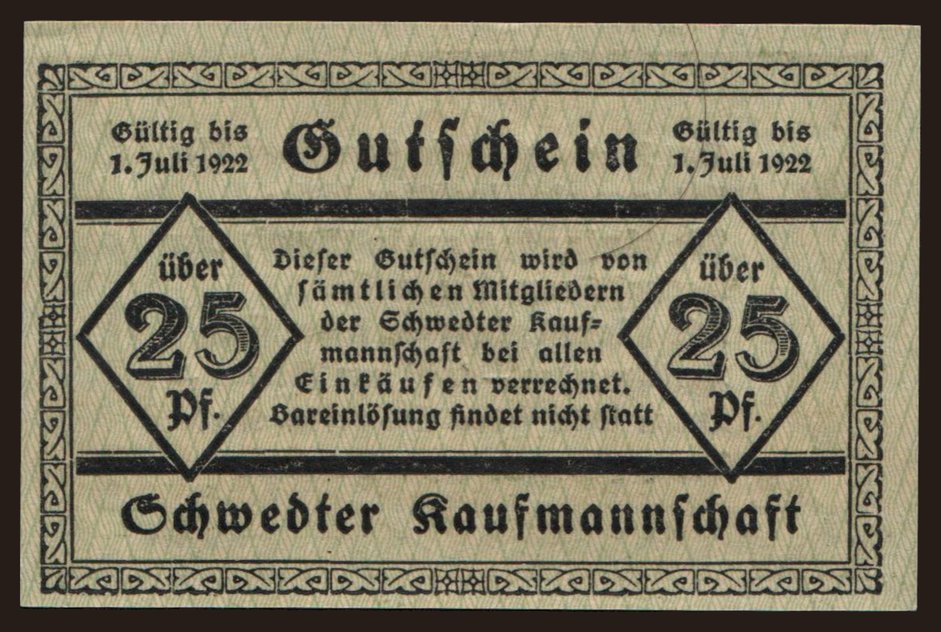 Gültig bis
1. Juli 1922
Gutschein
Gültig bis
1. Juli 1922
über
25
Pf.
Dieser Gutschein wird von
sämtlichen Mitgliedern
der Schwedter Kauf=
mannschaft bei allen
Einkäufen verrechnet.
Bareinlösung findet nicht statt
über
25
Pf.
Schwedter Kaufmannschaft